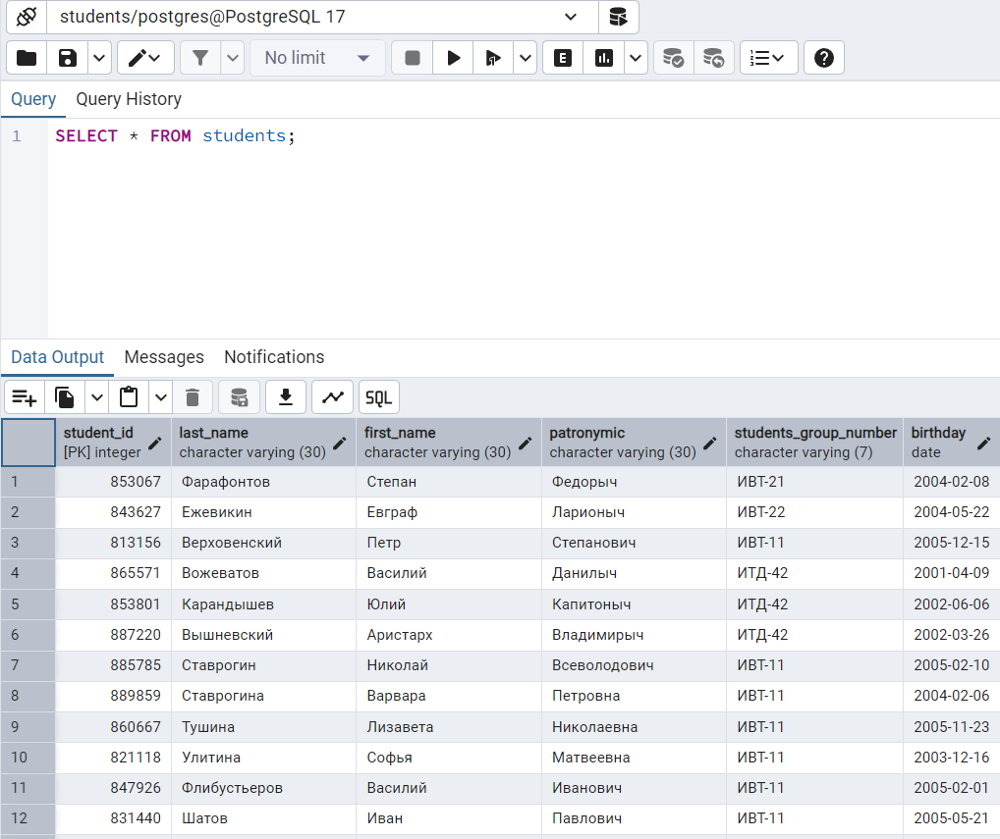 students/postgres@PostgreSQL 17
No limit
E
Query Query History
1 SELECT * FROM students;
Data Output Messages Notifications
SQL
student_id last_name first_name patronymic students_group_number birthday
[PK] integer character varying (30) character varying (30) character varying (30) character varying (7) date
1 853067 Фарафонтов Степан Федорыч ИВТ-21 2004-02-08
2 843627 Ежевикин Евграф Ларионыч ИВТ-22 2004-05-22
3 813156 Верховенский Петр Степанович ИВТ-11 2005-12-15
4 865571 Вожеватов Василий Данилыч ИТД-42 2001-04-09
5 853801 Карандышев Юлий Капитоныч ИТД-42 2002-06-06
6 887220 Вышневский Аристарх Владимирыч ИТД-42 2002-03-26
7 885785 Ставрогин Николай Всеволодович ИВТ-11 2005-02-10
8 889859 Ставрогина Варвара Петровна ИВТ-11 2004-02-06
9 860667 Тушина Лизавета Николаевна ИВТ-11 2005-11-23
10 821118 Улитина Софья Матвеевна ИВТ-11 2003-12-16
11 847926 Флибустьеров Василий Иванович ИВТ-11 2005-02-01
12 831440 Шатов Иван Павлович ИВТ-11 2005-05-21